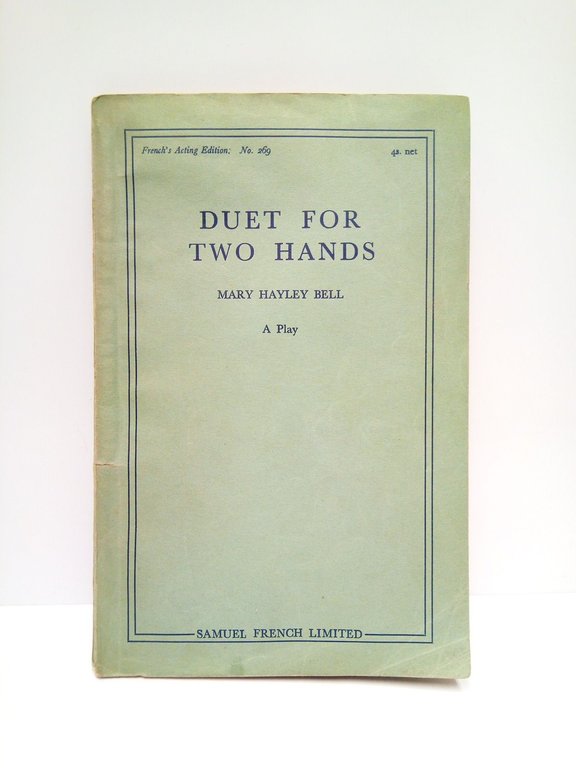 French's Acting Edition; No. 269 4s. net
DUET FOR
TWO HANDS
MARY HAYLEY BELL
A Play
SAMUEL FRENCH LIMITED